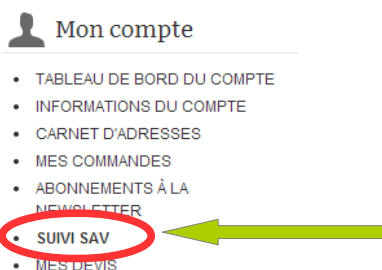 Mon compte
TABLEAU DE BORD DU COMPTE
INFORMATIONS DU COMPTE
CARNET D'ADRESSES
MES COMMANDES
ABONNEMENTS À LA
NEWSLETTER
SUIVI SAV
MES DEVIS